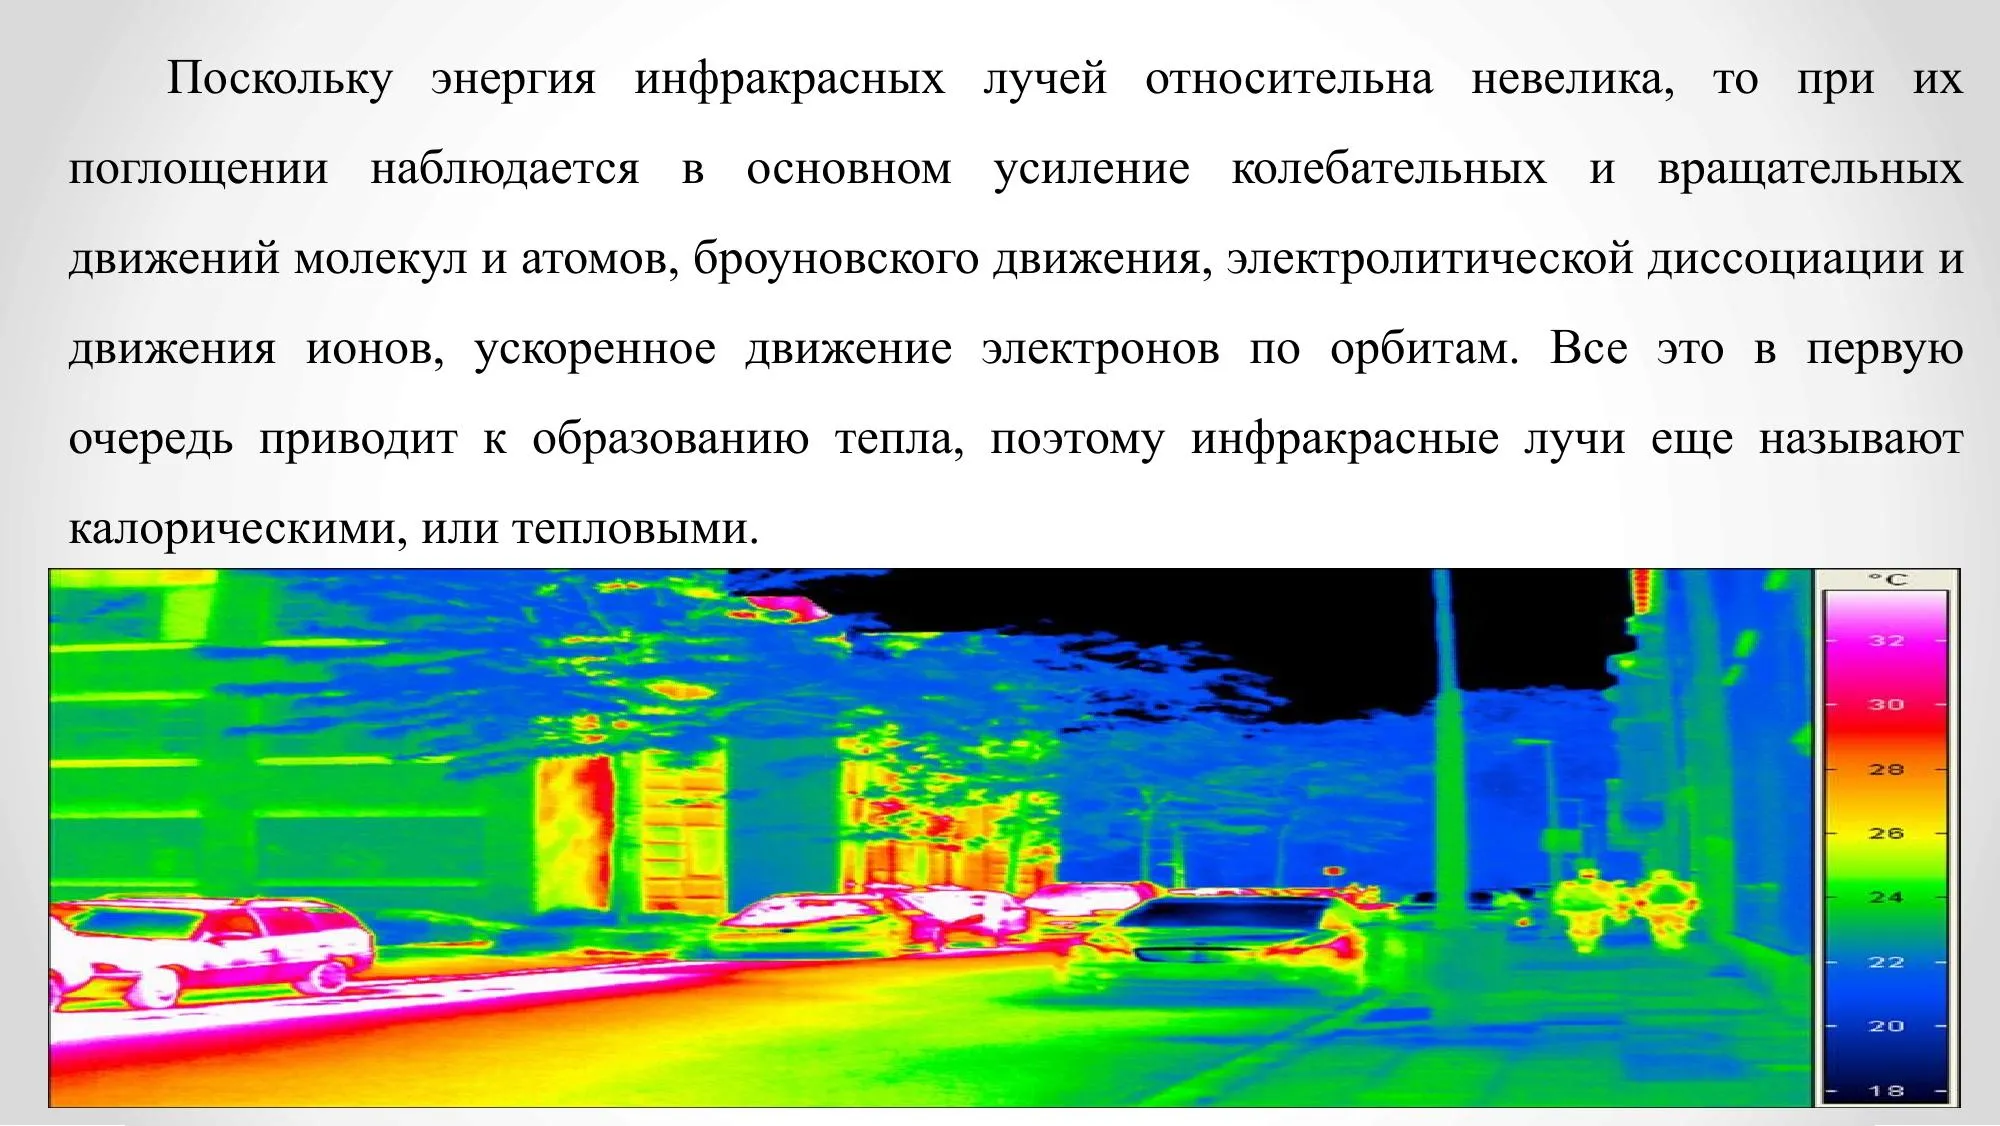 Поскольку энергия инфракрасных лучей относительна невелика, то при их
поглощении наблюдается в основном усиление колебательных и вращательных
движений молекул и атомов, броуновского движения, электролитической диссоциации и
движения ионов, ускоренное движение электронов по орбитам. Все это в первую
очередь приводит к образованию тепла, поэтому инфракрасные лучи еще называют
калорическими, или тепловыми.
°C
32
30
28
26
24
22
20
18